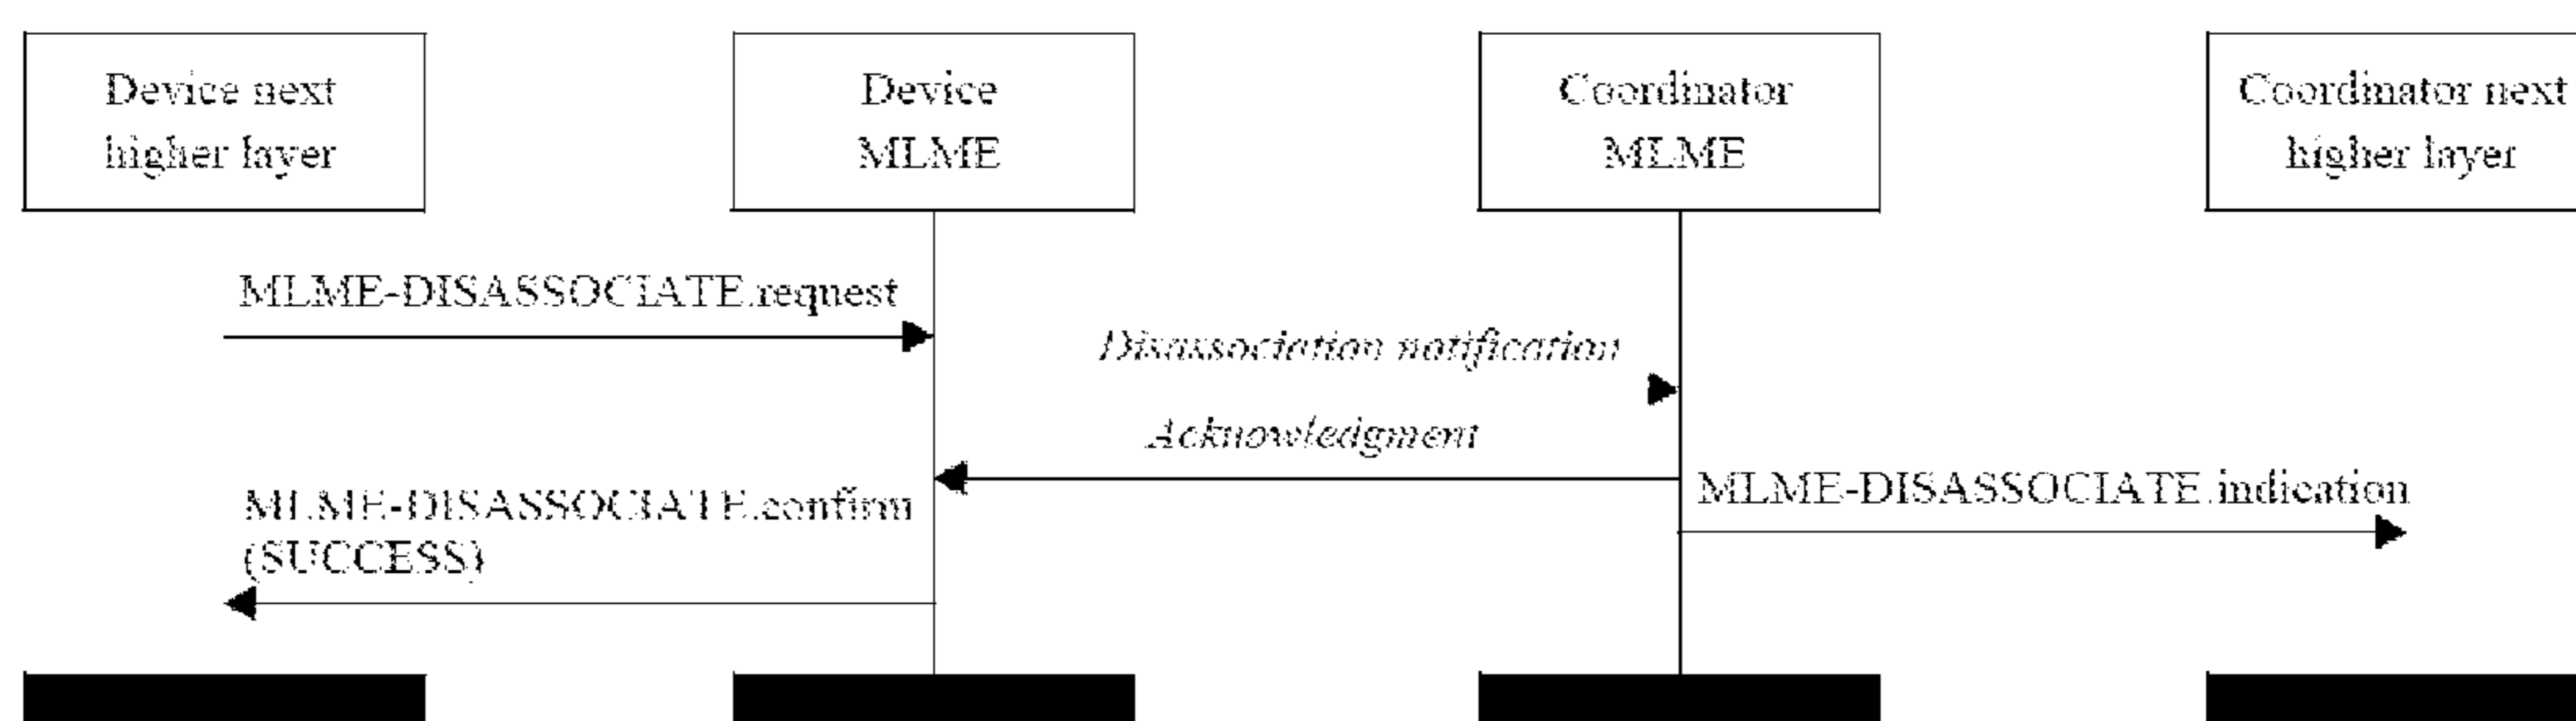 Device next
higher layer
Device
MLME
Coordinator
MLME
Coordinator next
higher layer
MLME-DISASSOCIATE.request
Disassociation notification
Acknowledgment
MLME-DISASSOCIATE.indication
MLME-DISASSOCIATE.confirm
(SUCCESS)